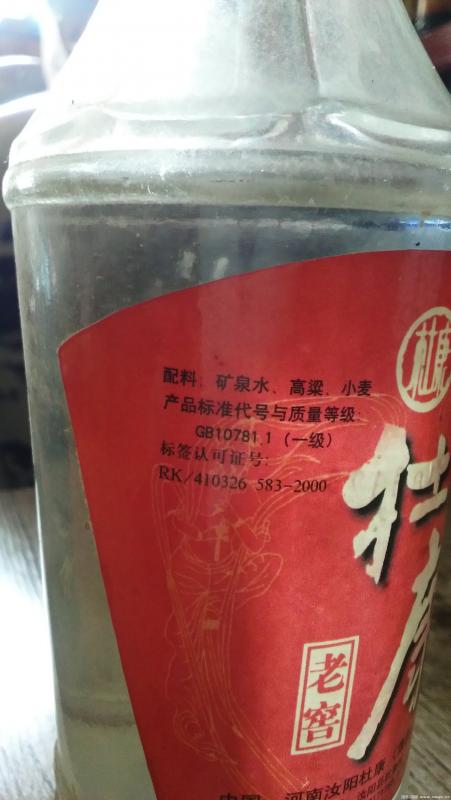 配料：矿泉水、高粱、小麦
产品标准代号与质量等级：
GB10781.1（一级）
标签认可证号：
RK/410326 583-2000
杜康
杜康
老窖
中国 河南汝阳杜康